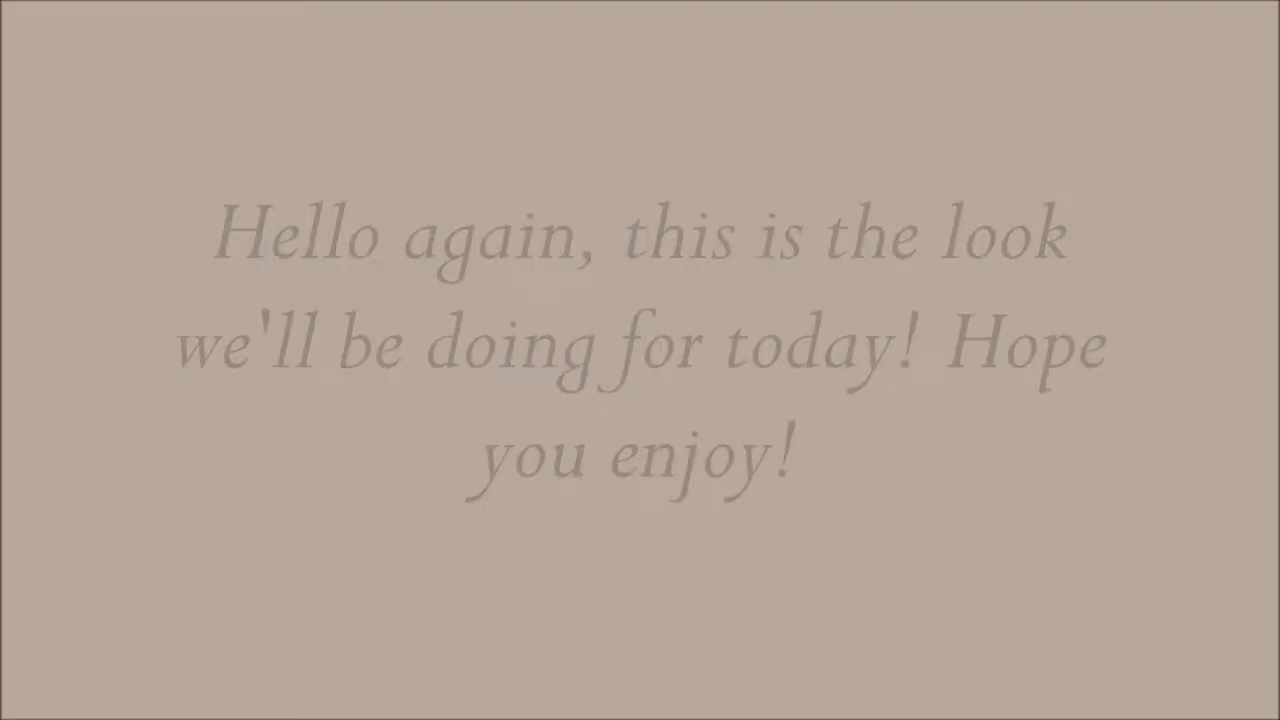 Hello again, this is the look
we'll be doing for today! Hope
you enjoy!